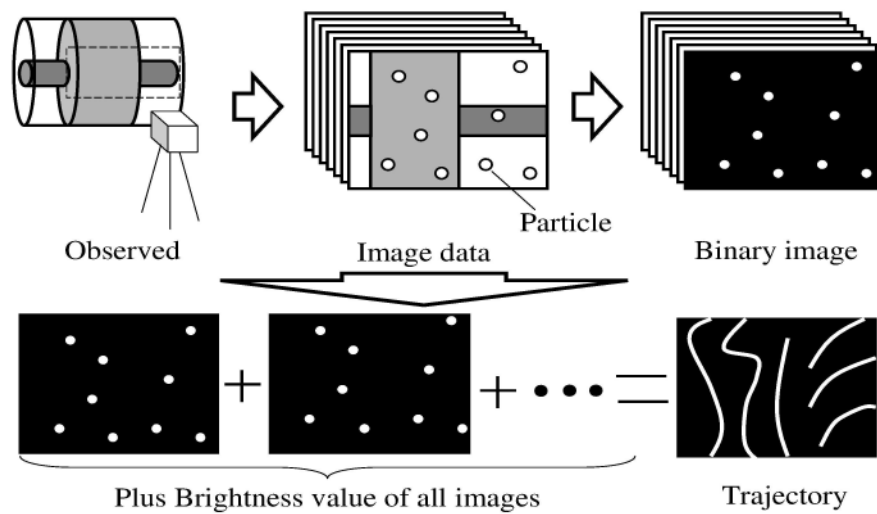 Observed
Image data
Particle
Binary image
Plus Brightness value of all images
Trajectory